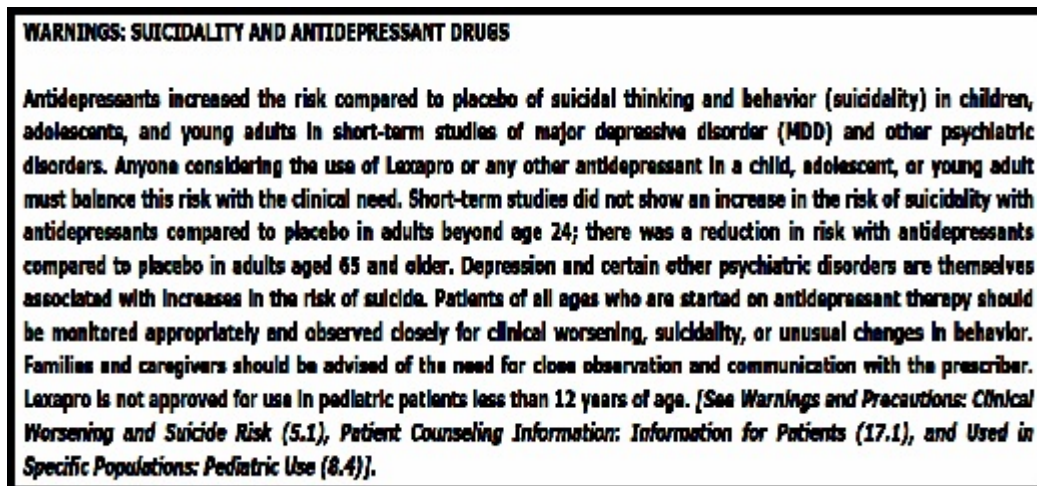 WARNINGS: SUICIDALITY AND ANTIDEPRESSANT DRUGS
Antidepressants increased the risk compared to placebo of suicidal thinking and behavior (suicidality) in children,
adolescents, and young adults in short-term studies of major depressive disorder (MDD) and other psychiatric
disorders. Anyone considering the use of Lexapro or any other antidepressant in a child, adolescent, or young adult
must balance this risk with the clinical need. Short-term studies did not show an increase in the risk of suicidality with
antidepressants compared to placebo in adults beyond age 24; there was a reduction in risk with antidepressants
compared to placebo in adults aged 65 and older. Depression and certain other psychiatric disorders are themselves
associated with increases in the risk of suicide. Patients of all ages who are started on antidepressant therapy should
be monitored appropriately and observed closely for clinical worsening, suicidality, or unusual changes in behavior.
Families and caregivers should be advised of the need for close observation and communication with the prescriber.
Lexapro is not approved for use in pediatric patients less than 12 years of age. [See Warnings and Precautions: Clinical
Worsening and Suicide Risk (5.1), Patient Counseling Information: Information for Patients (17.1), and Used in
Specific Populations: Pediatric Use (8.4)].